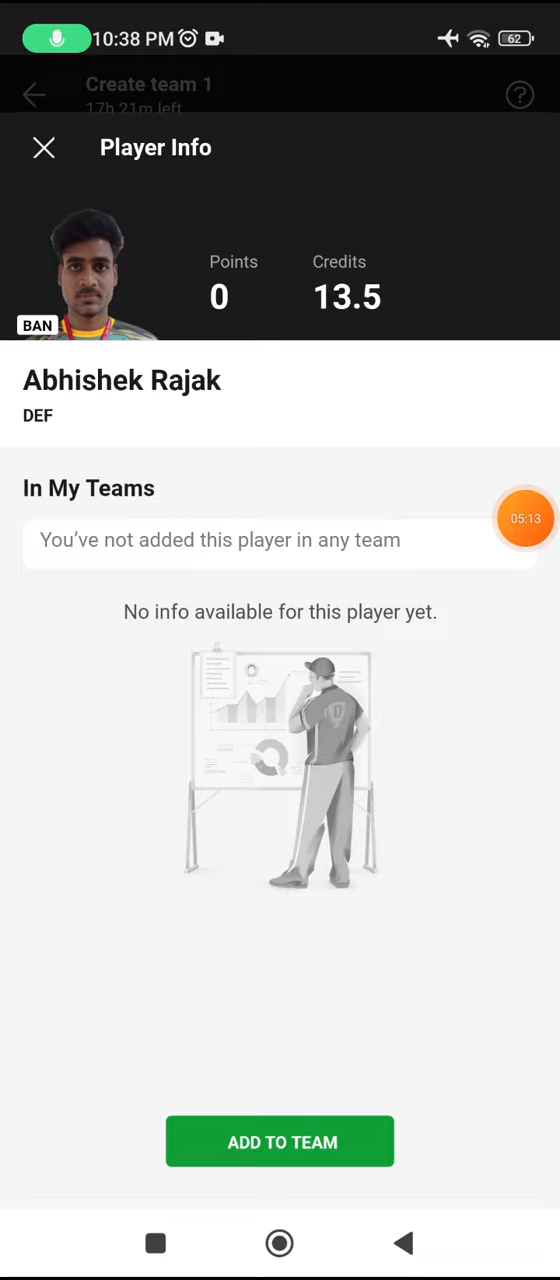 10:38 PM 62
Create team 1
17h 21m left
Player Info
Points Credits
0 13.5
BAN
Abhishek Rajak
DEF
In My Teams
05:13
You've not added this player in any team
No info available for this player yet.
ADD TO TEAM